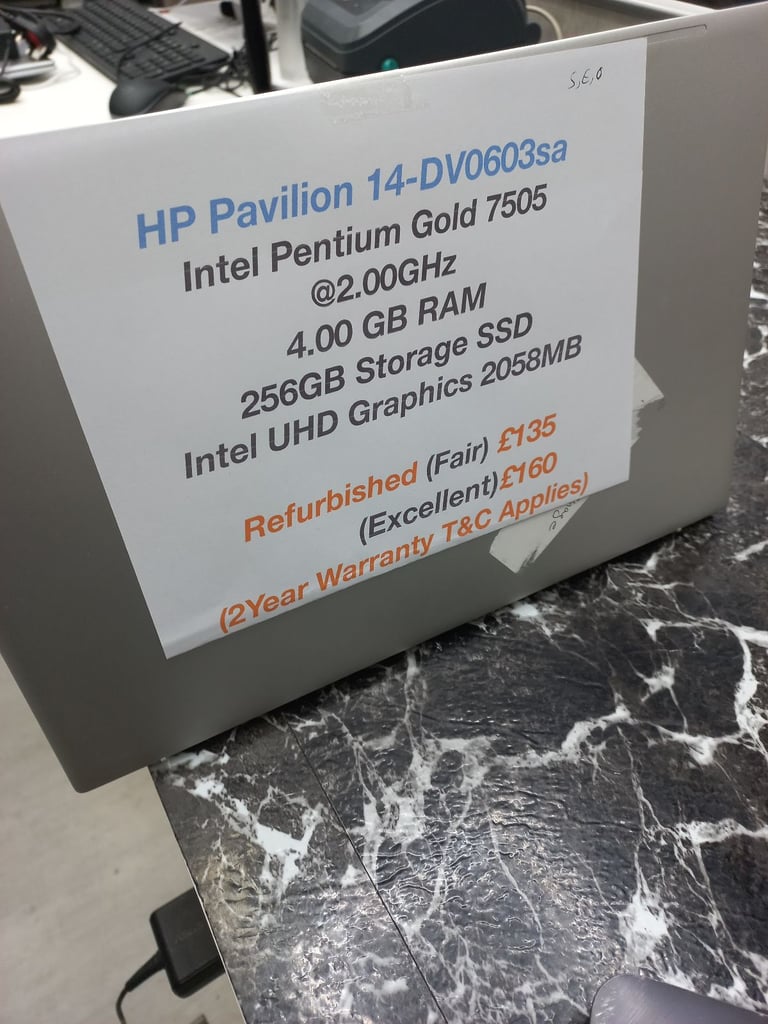 S,E,O
HP Pavilion 14-DV0603sa
Intel Pentium Gold 7505
@2.00GHz
4.00 GB RAM
256GB Storage SSD
Intel UHD Graphics 2058MB
Refurbished (Fair) £135
(Excellent)£160
(2Year Warranty T&C Applies)